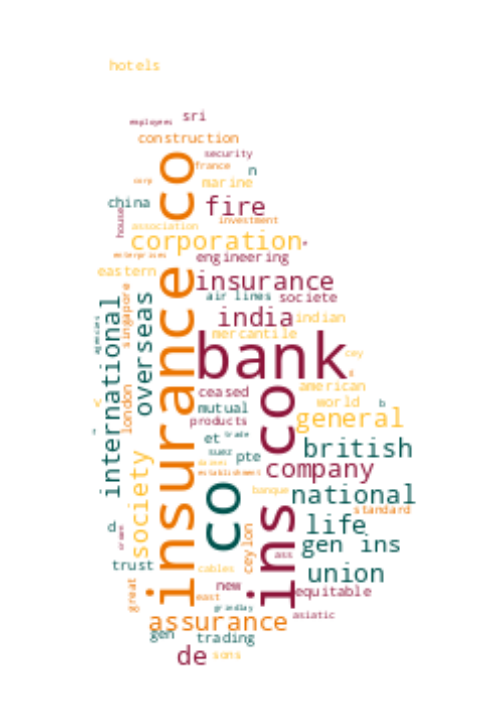 hotels
employees
sri
construction
security
co
france
n
corp
marine
china
house
fire
investment
association
corporation
enterprises
engineering
eastern
insurance co
insurance
singapore
air lines
societe
overseas
international
india
indian
agencies
mercantile
bank
cey
american
ceased
ins co
world
b
london
mutual
general
products
et
trade
british
suez
pte
society
company
establishment
co
banque
national
standard
d
life
ceylon
gen ins
ass
trust
cables
union
great
new
equitable
east
grindlay
asiatic
assurance
gen
trading
de
sons